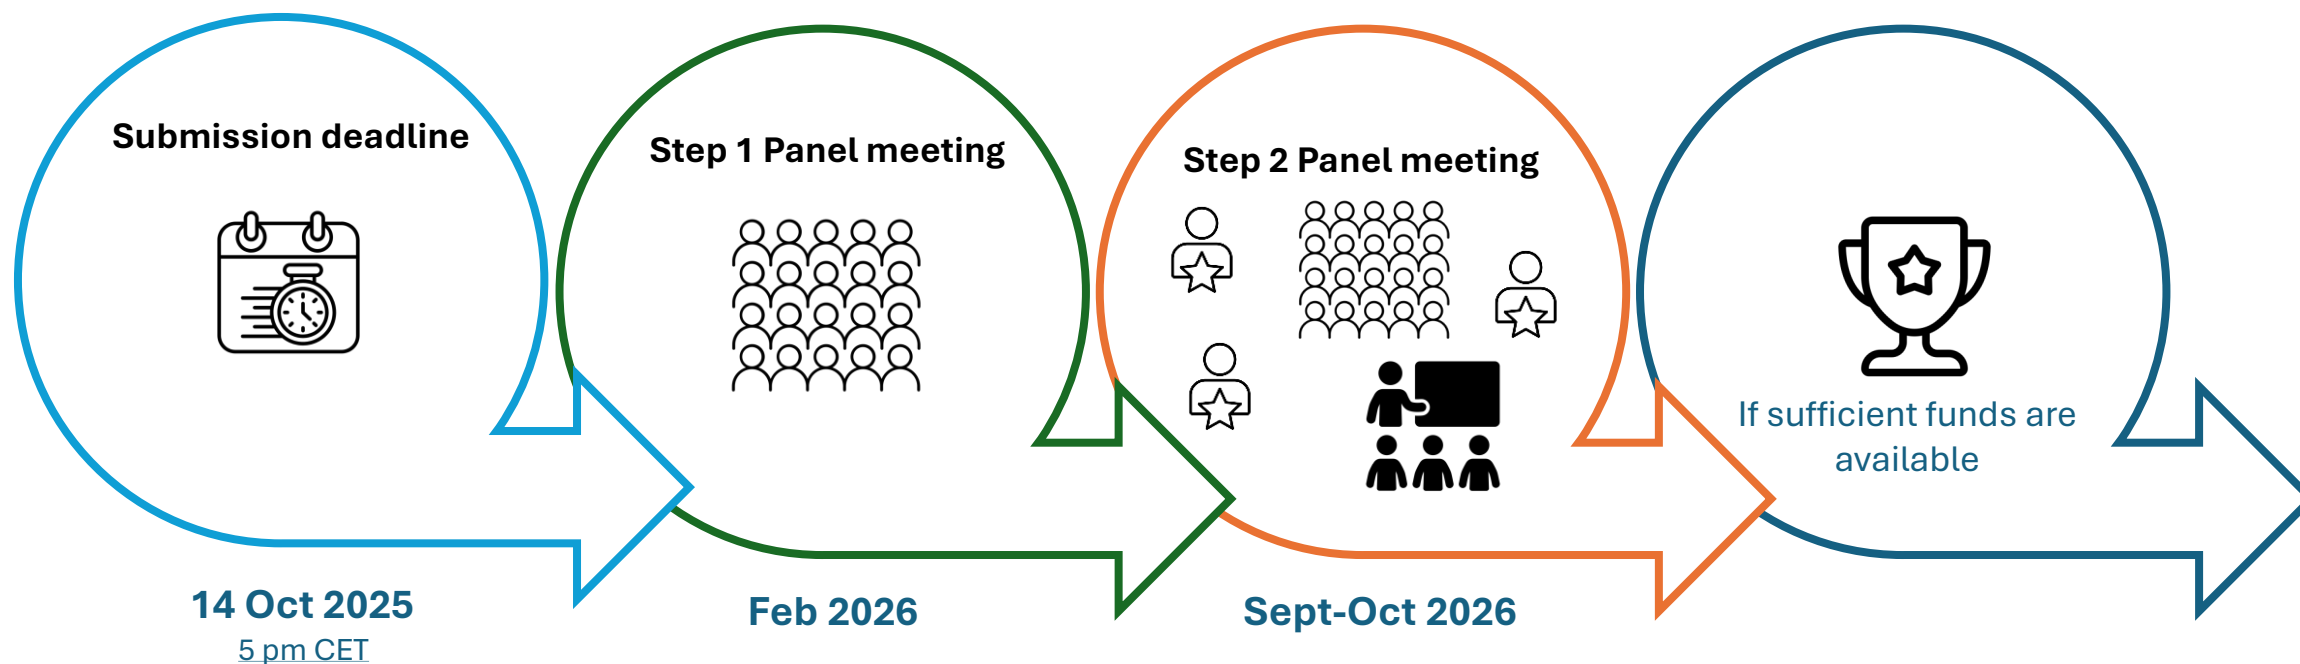 Submission deadline
14 Oct 2025
5 pm CET
Step 1 Panel meeting
Feb 2026
Step 2 Panel meeting
Sept-Oct 2026
If sufficient funds are
available